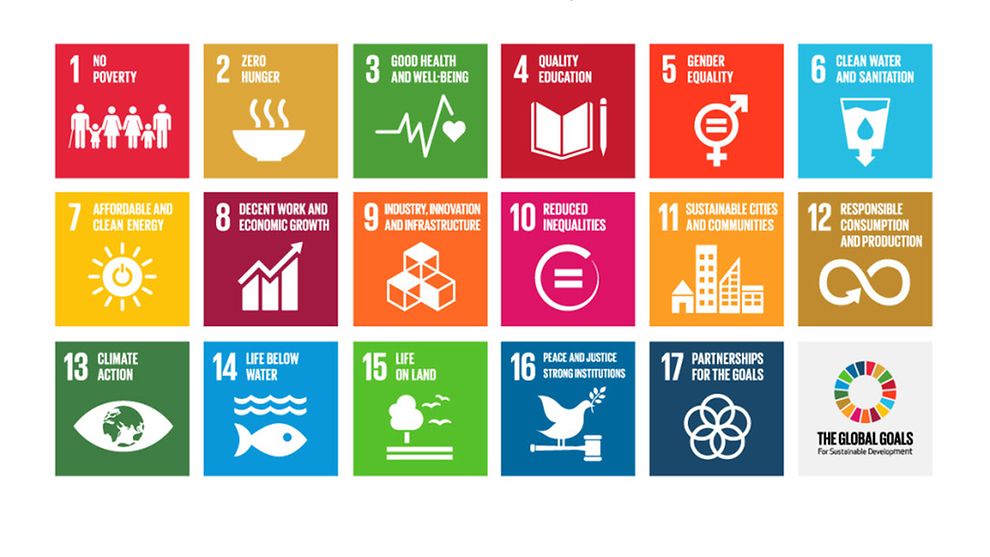 1 NO
POVERTY
2 ZERO
HUNGER
3 GOOD HEALTH
AND WELL-BEING
4 QUALITY
EDUCATION
5 GENDER
EQUALITY
6 CLEAN WATER
AND SANITATION
7 AFFORDABLE AND
CLEAN ENERGY
8 DECENT WORK AND
ECONOMIC GROWTH
9 INDUSTRY, INNOVATION
AND INFRASTRUCTURE
10 REDUCED
INEQUALITIES
11 SUSTAINABLE CITIES
AND COMMUNITIES
12 RESPONSIBLE
CONSUMPTION
AND PRODUCTION
13 CLIMATE
ACTION
14 LIFE BELOW
WATER
15 LIFE
ON LAND
16 PEACE AND JUSTICE
STRONG INSTITUTIONS
17 PARTNERSHIPS
FOR THE GOALS
THE GLOBAL GOALS
For Sustainable Development